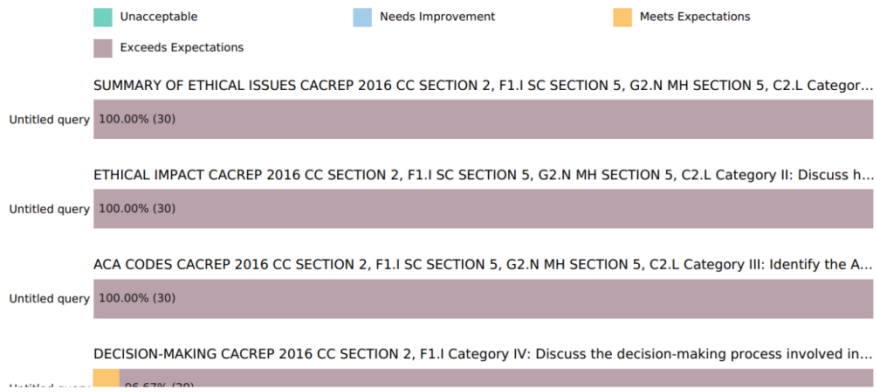 Unacceptable
Needs Improvement
Meets Expectations
Exceeds Expectations
SUMMARY OF ETHICAL ISSUES CACREP 2016 CC SECTION 2, F1.I SC SECTION 5, G2.N MH SECTION 5, C2.L Categor...
Untitled query 100.00% (30)
ETHICAL IMPACT CACREP 2016 CC SECTION 2, F1.I SC SECTION 5, G2.N MH SECTION 5, C2.L Category II: Discuss h...
Untitled query 100.00% (30)
ACA CODES CACREP 2016 CC SECTION 2, F1.I SC SECTION 5, G2.N MH SECTION 5, C2.L Category III: Identify the A...
Untitled query 100.00% (30)
DECISION-MAKING CACREP 2016 CC SECTION 2, F1.I Category IV: Discuss the decision-making process involved in...
Untitled query 96.67% (29)